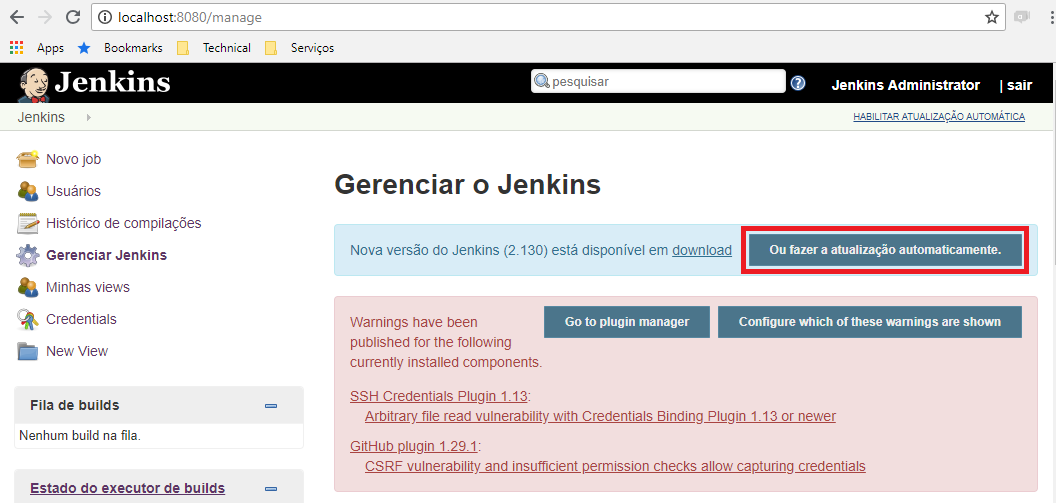 localhost:8080/manage
Apps Bookmarks Technical Serviços
Jenkins pesquisar ? Jenkins Administrator | sair
Jenkins HABILITAR ATUALIZAÇÃO AUTOMÁTICA
Novo job
Usuários
Histórico de compilações
Gerenciar Jenkins
Minhas views
Credentials
New View
Fila de builds
Nenhum build na fila.
Estado do executor de builds
Gerenciar o Jenkins
Nova versão do Jenkins (2.130) está disponível em download Ou fazer a atualização automaticamente.
Warnings have been
published for the following
currently installed components.
Go to plugin manager Configure which of these warnings are shown
SSH Credentials Plugin 1.13:
Arbitrary file read vulnerability with Credentials Binding Plugin 1.13 or newer
GitHub plugin 1.29.1:
CSRF vulnerability and insufficient permission checks allow capturing credentials